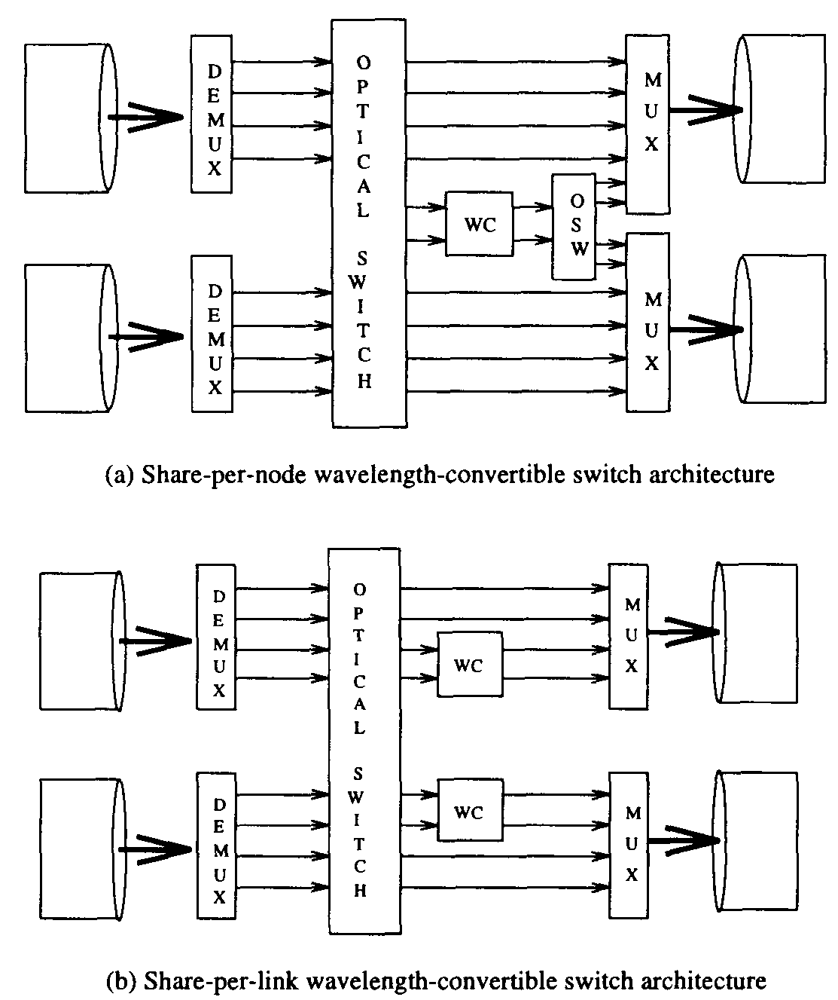 DEMUX
OPTICAL SWITCH
MUX
WC
OSW
DEMUX
MUX
(a) Share-per-node wavelength-convertible switch architecture
DEMUX
OPTICAL SWITCH
MUX
WC
DEMUX
WC
MUX
(b) Share-per-link wavelength-convertible switch architecture